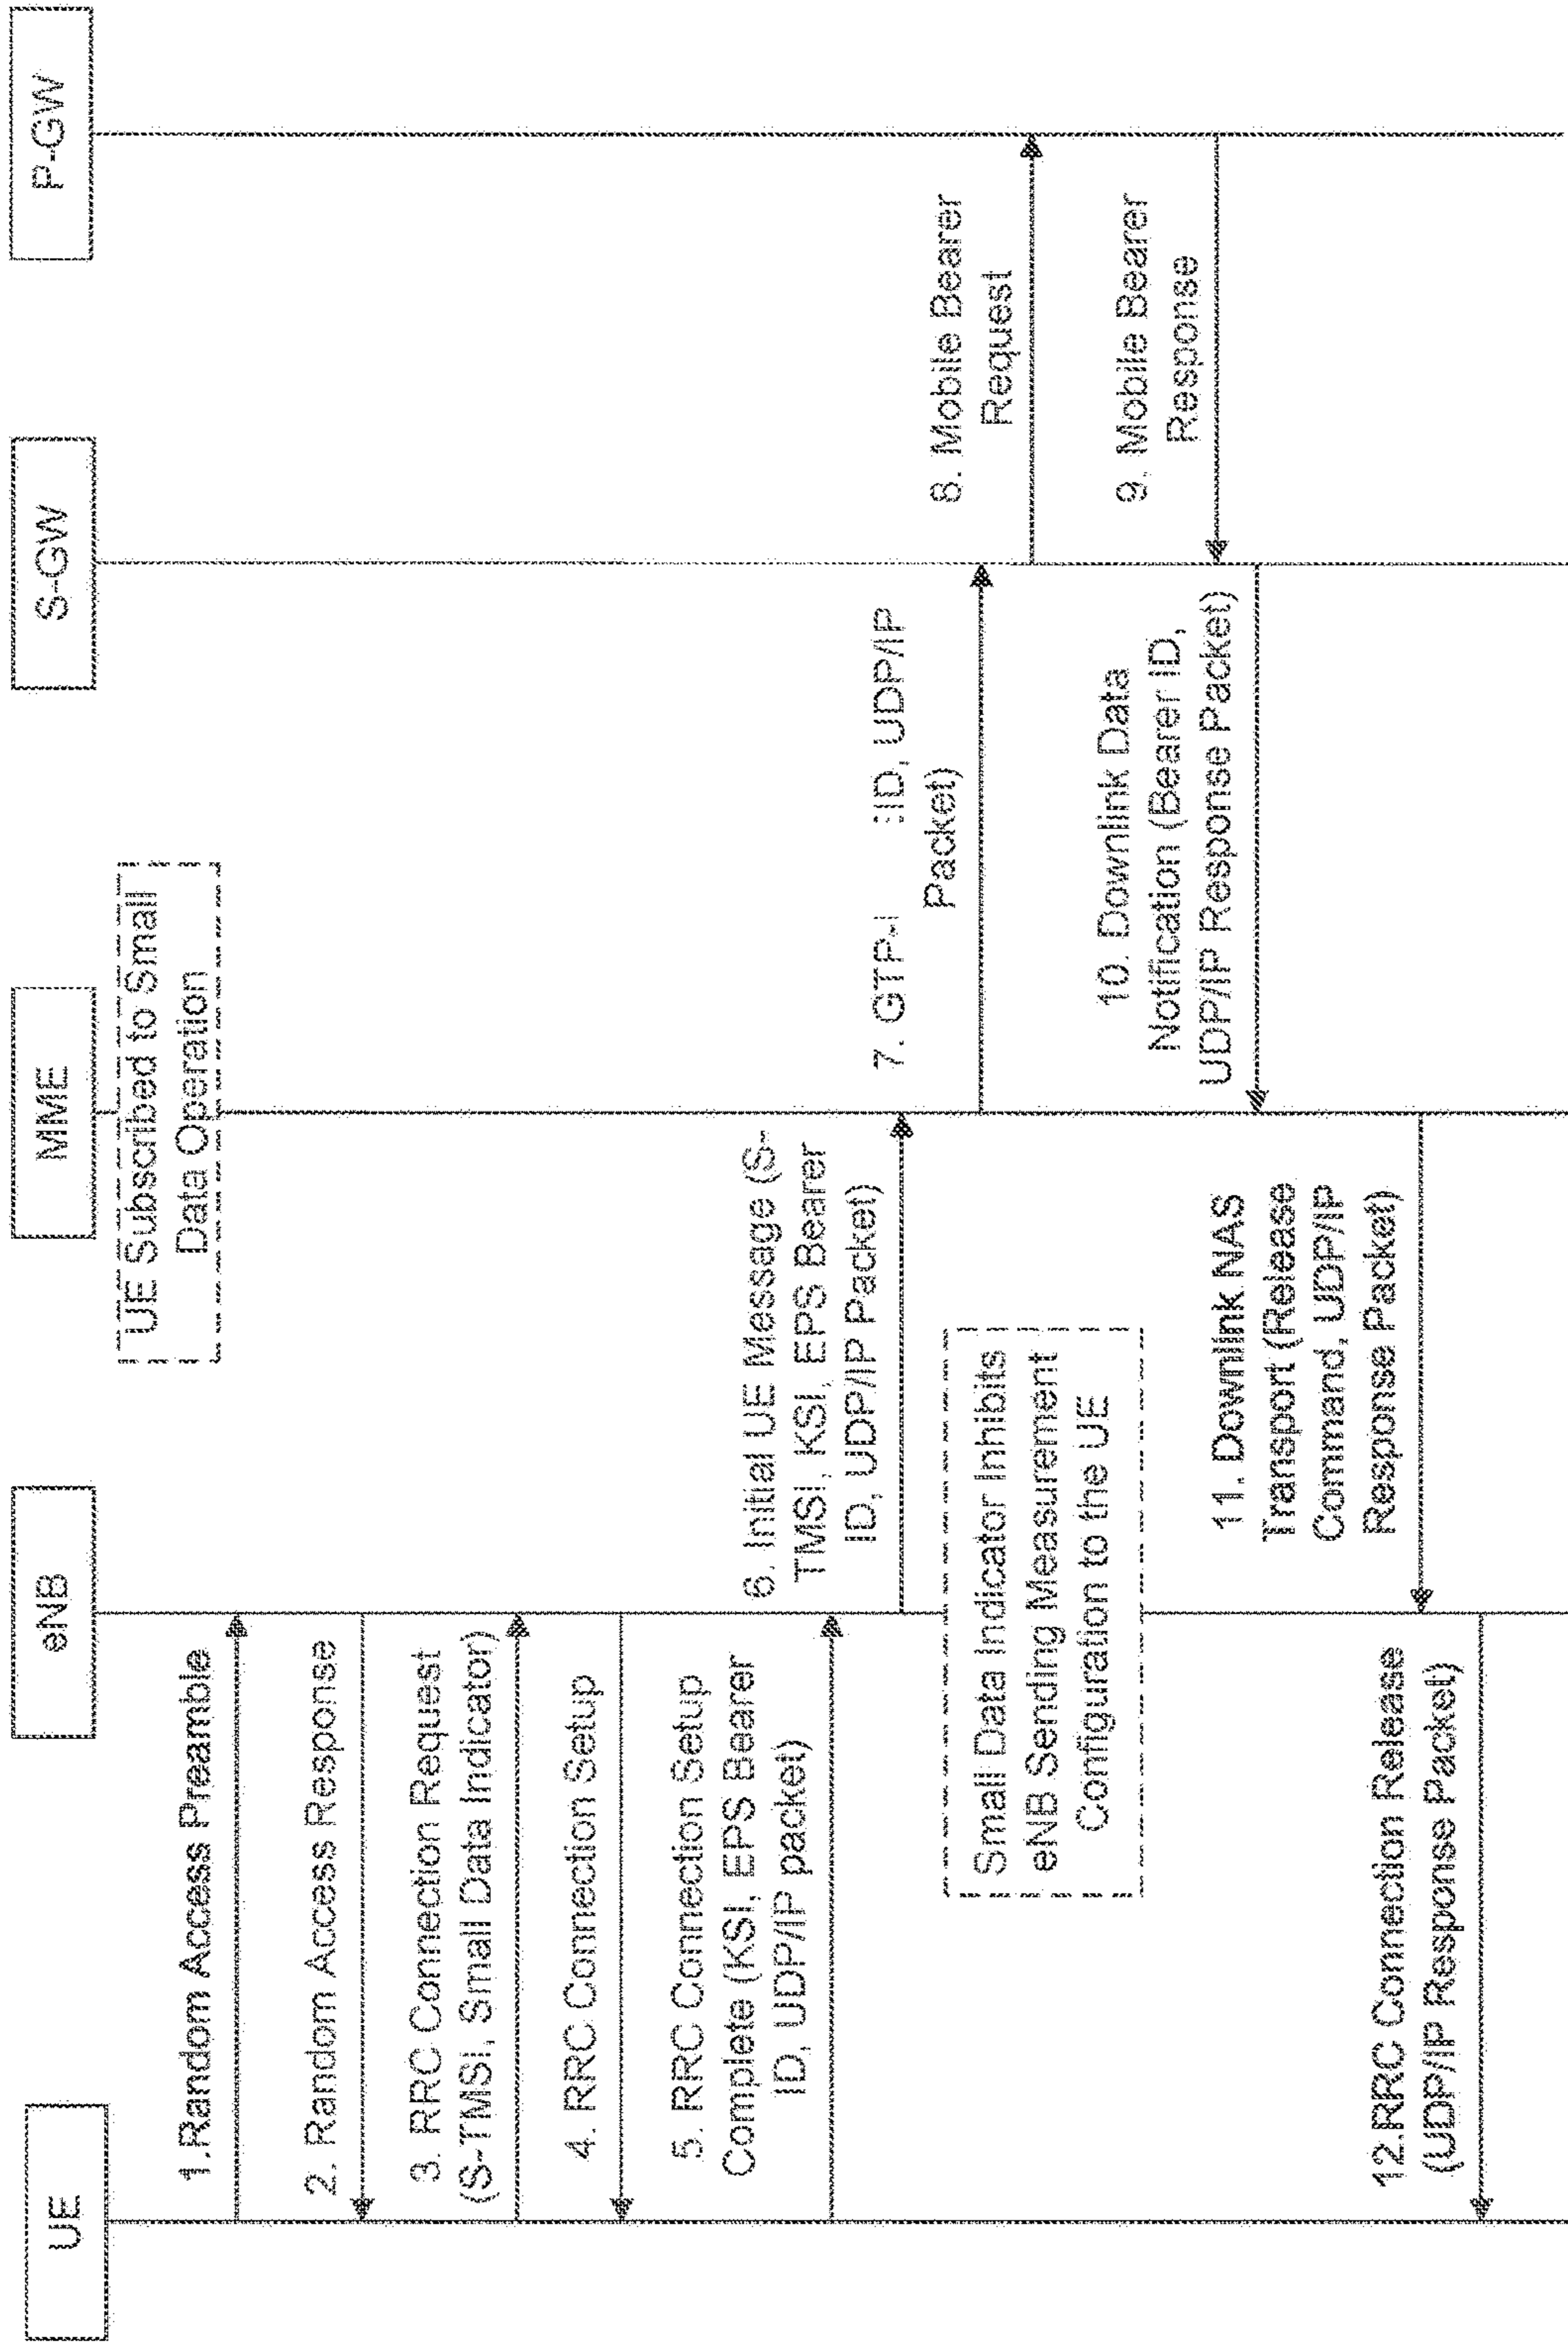 UE
eNB
MME
S-GW
P-GW
UE Subscribed to Small
Data Operation
1.Random Access Preamble
2. Random Access Response
3. RRC Connection Request
(S-TMSI, Small Data Indicator)
4. RRC Connection Setup
5. RRC Connection Setup
Complete (KSI, EPS Bearer
ID, UDP/IP packet)
6. Initial UE Message (S-
TMSI, KSI, EPS Bearer
ID, UDP/IP Packet)
7. GTP- ID, UDP/IP
Packet)
Small Data Indicator Inhibits
eNB Sending Measurement
Configuration to the UE
8. Mobile Bearer
Request
9. Mobile Bearer
Response
10. Downlink Data
Notification (Bearer ID,
UDP/IP Response Packet)
11. Downlink NAS
Transport (Release
Command, UDP/IP
Response Packet)
12.RRC Connection Release
(UDP/IP Response Packet)